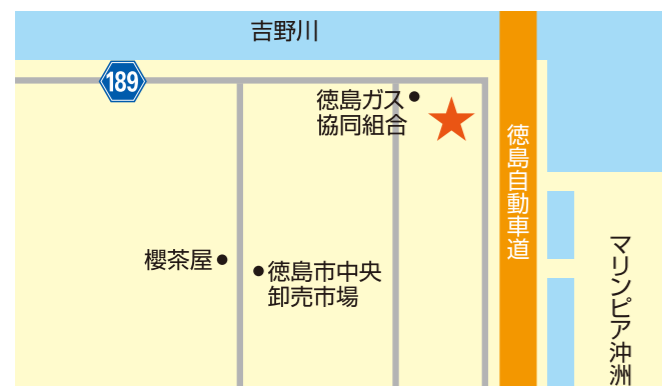 吉野川
189
徳島ガス
協同組合
徳島自動車道
櫻茶屋
徳島市中央
卸売市場
マリンピア沖洲